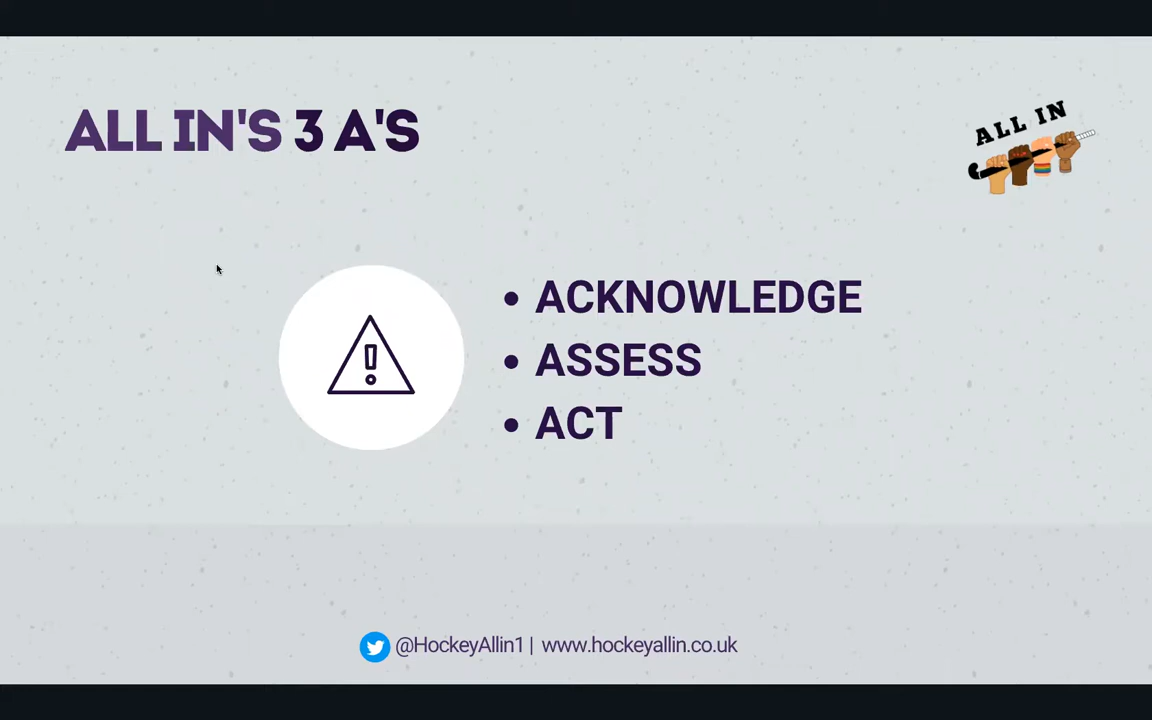 ALL IN'S 3 A'S
ALL IN
• ACKNOWLEDGE
• ASSESS
• ACT
@HockeyAllin1 | www.hockeyallin.co.uk